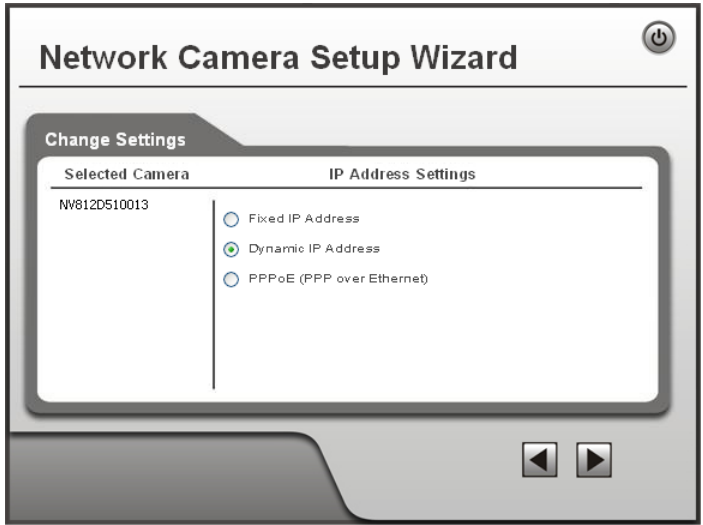 Network Camera Setup Wizard
Change Settings
Selected Camera
IP Address Settings
NV812D510013
Fixed IP Address
Dynamic IP Address
PPPoE (PPP over Ethernet)